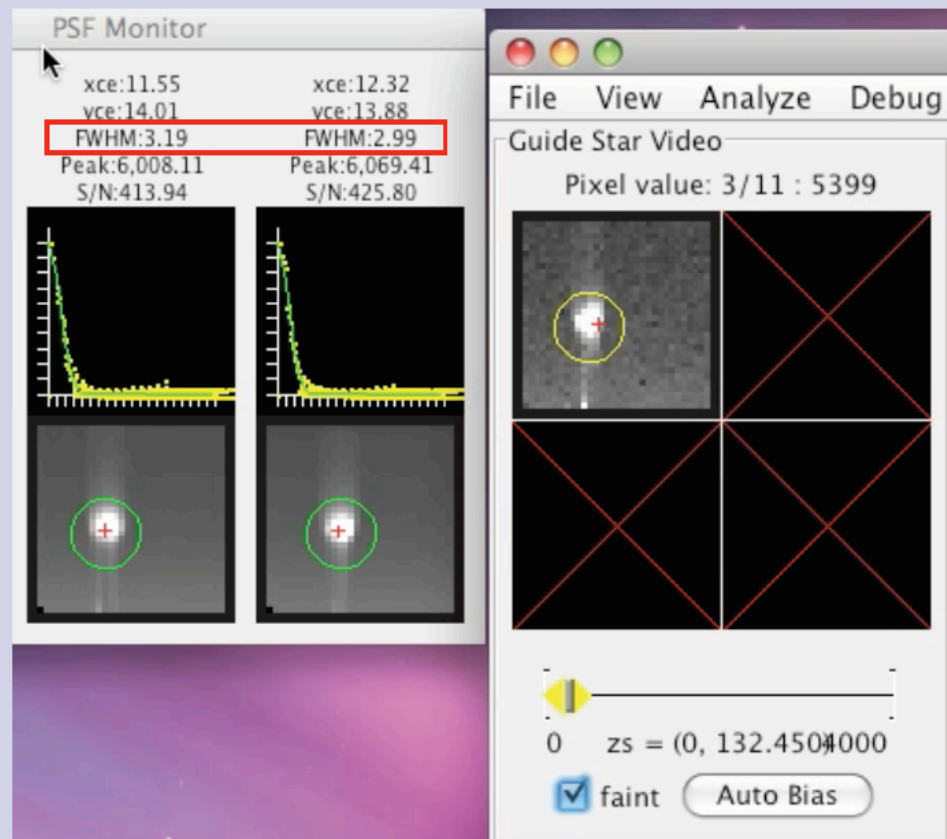 PSF Monitor
xce:11.55 xce:12.32
yce:14.01 yce:13.88
FWHM:3.19 FWHM:2.99
Peak:6,008.11 Peak:6,069.41
S/N:413.94 S/N:425.80
File View Analyze Debug
Guide Star Video
Pixel value: 3/11 : 5399
0 zs = (0, 132.450 4000
faint Auto Bias